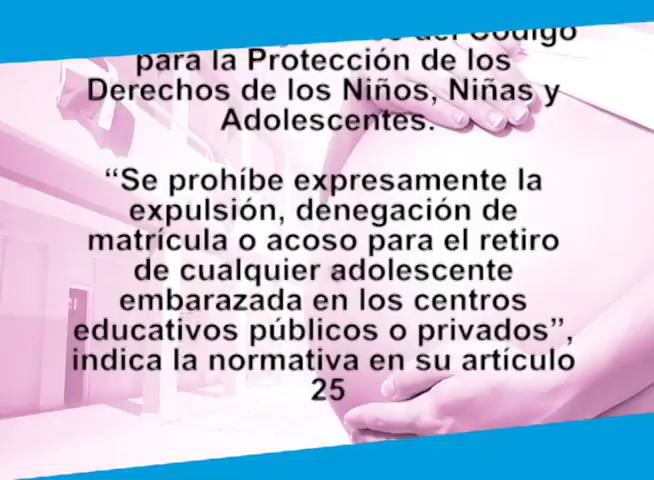 del Código
para la Protección de los
Derechos de los Niños, Niñas y
Adolescentes.
“Se prohíbe expresamente la
expulsión, denegación de
matrícula o acoso para el retiro
de cualquier adolescente
embarazada en los centros
educativos públicos o privados”,
indica la normativa en su artículo
25